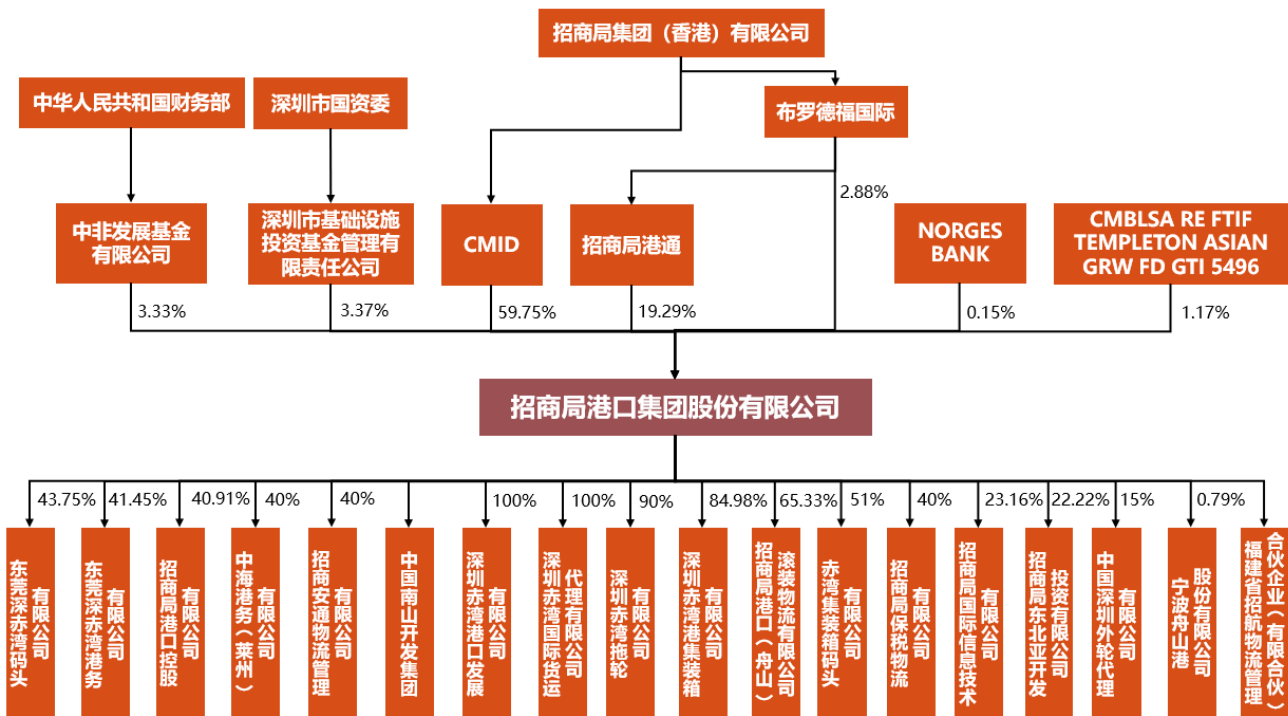 招商局集团（香港）有限公司
中华人民共和国财务部
深圳市国资委
布罗德福国际
2.88%
中非发展基金
有限公司
深圳市基础设施
投资基金管理有
限责任公司
CMID
招商局港通
NORGES
BANK
CMBLSA RE FTIF
TEMPLETON ASIAN
GRW FD GTI 5496
3.33%
3.37%
59.75%
19.29%
0.15%
1.17%
招商局港口集团股份有限公司
43.75%
41.45%
40.91%
40%
40%
100%
100%
90%
84.98%
65.33%
51%
40%
23.16%
22.22%
15%
0.79%
东莞深赤湾码头
有限公司
东莞深赤湾港务
有限公司
招商局港口控股
有限公司
中海港务（莱州）
有限公司
招商安通物流管理
有限公司
中国南山开发集团
深圳赤湾港口发展
有限公司
深圳赤湾国际货运
代理有限公司
深圳赤湾拖轮
有限公司
深圳赤湾港集装箱
有限公司
招商局港口（舟山）
滚装物流有限公司
赤湾集装箱码头
有限公司
招商局保税物流
有限公司
招商局国际信息技术
有限公司
招商局东北亚开发
投资有限公司
中国深圳外轮代理
有限公司
宁波舟山港
股份有限公司
福建省招航物流管理
合伙企业（有限合伙）